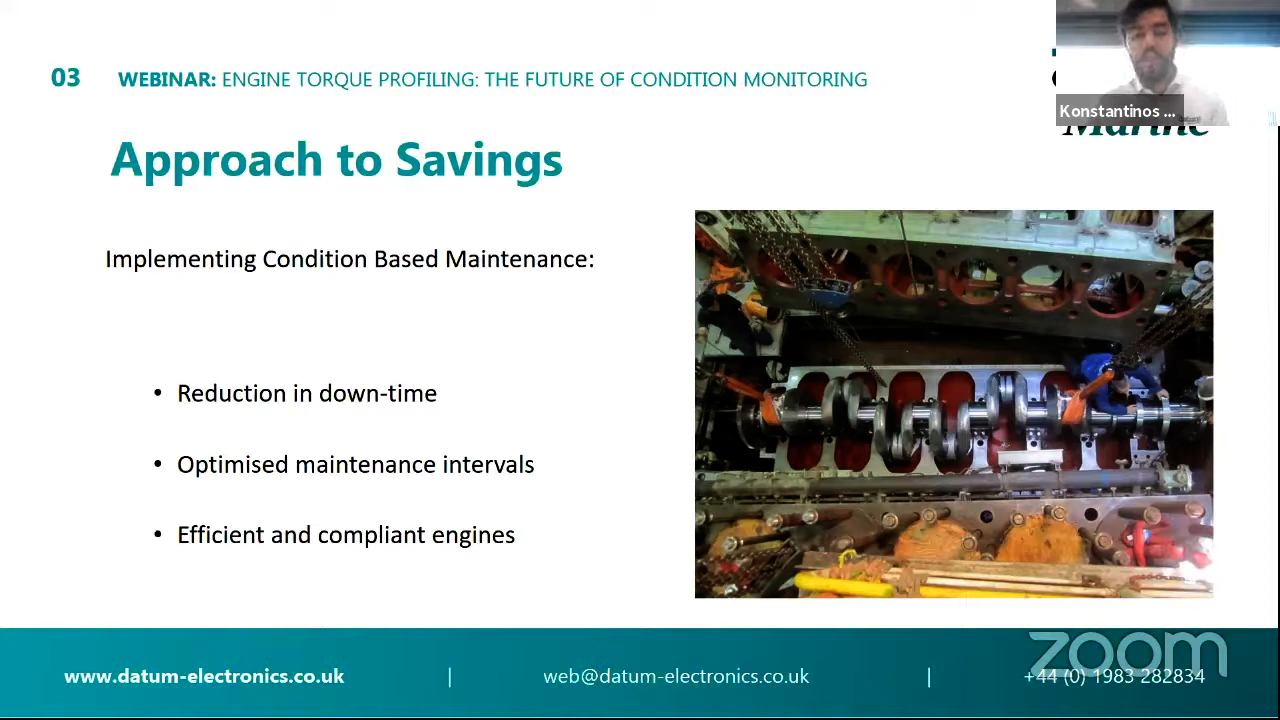 03
WEBINAR: ENGINE TORQUE PROFILING: THE FUTURE OF CONDITION MONITORING
Konstantinos ...
Marine
Approach to Savings
Implementing Condition Based Maintenance:
• Reduction in down-time
• Optimised maintenance intervals
• Efficient and compliant engines
zoom
www.datum-electronics.co.uk | web@datum-electronics.co.uk | +44 (0) 1983 282834